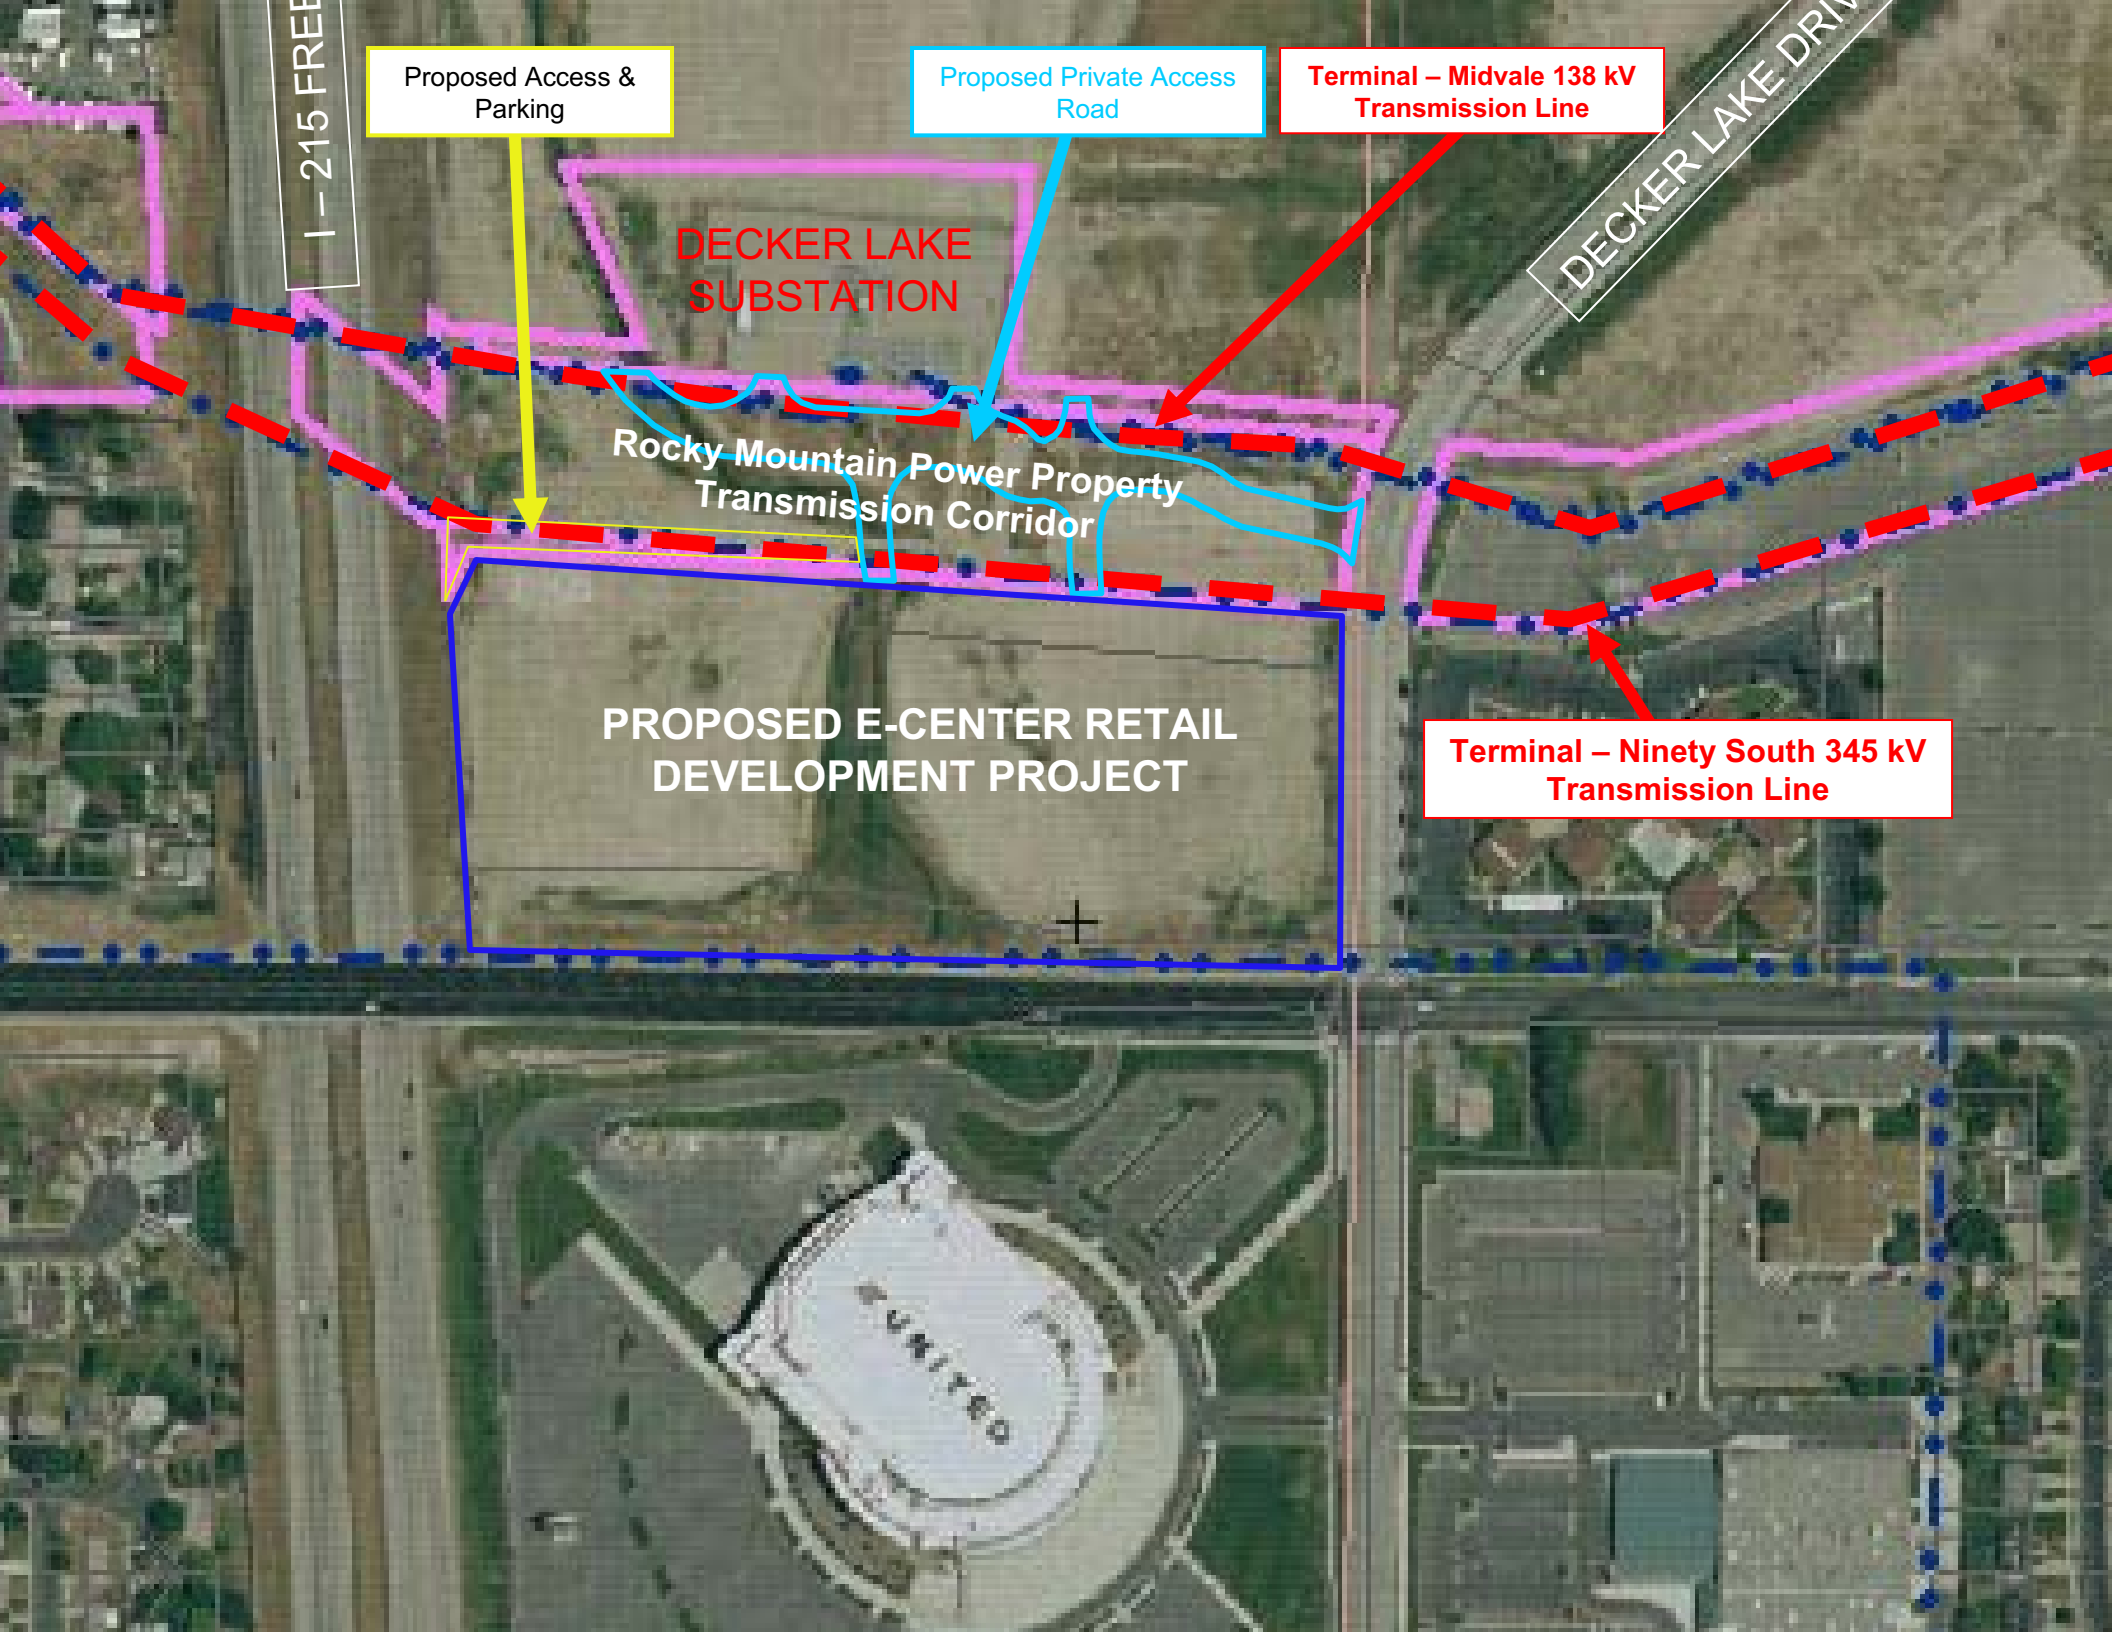 I – 215 FREE
Proposed Access &
Parking
Proposed Private Access
Road
Terminal – Midvale 138 kV
Transmission Line
DECKER LAKE DRIV
DECKER LAKE
SUBSTATION
Rocky Mountain Power Property
Transmission Corridor
PROPOSED E-CENTER RETAIL
DEVELOPMENT PROJECT
Terminal – Ninety South 345 kV
Transmission Line
UNITED